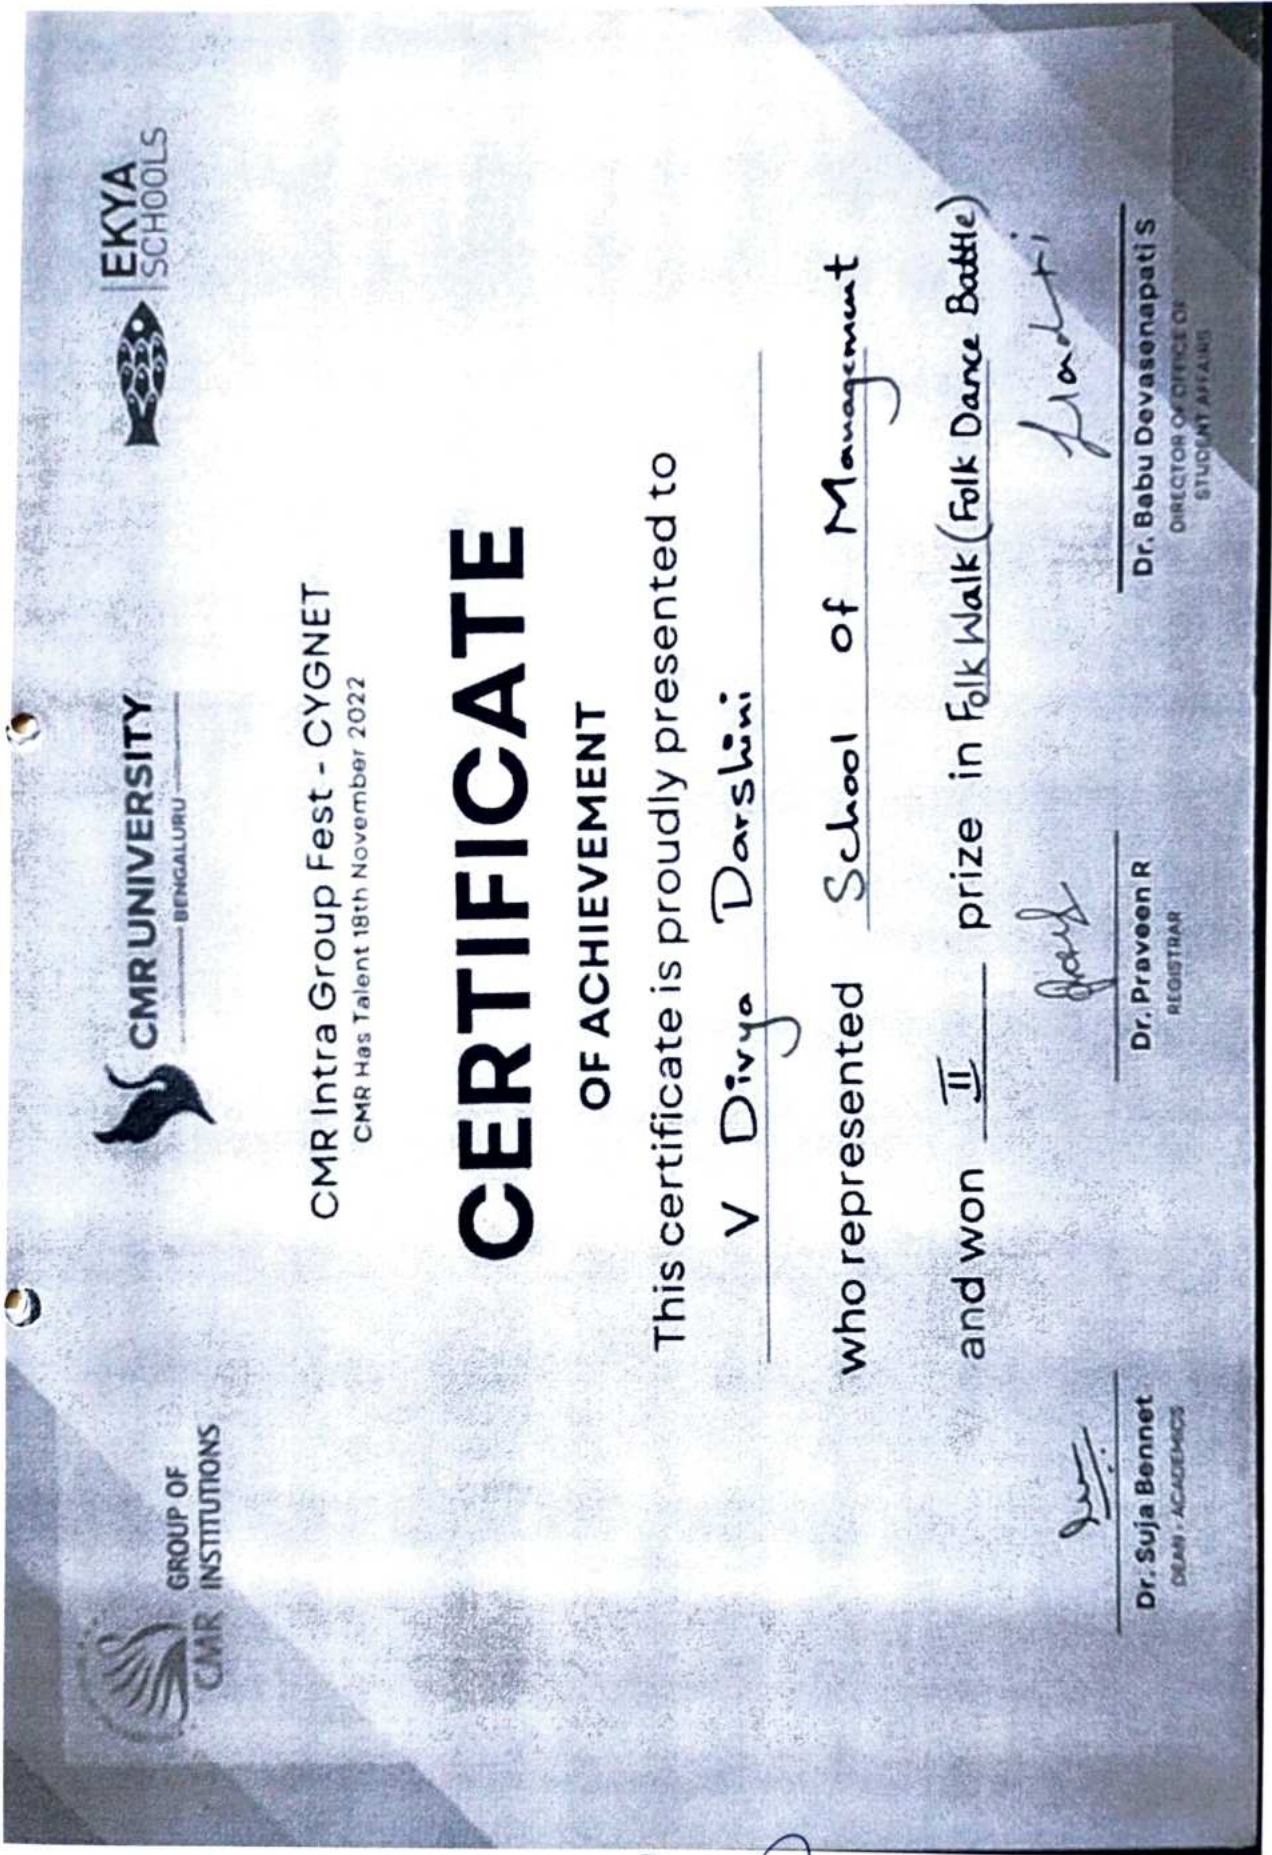 GROUP OF
CMR INSTITUTIONS
CMR UNIVERSITY
BENGALURU
EKYA
SCHOOLS
CMR Intra Group Fest - CYGNET
CMR Has Talent 18th November 2022
CERTIFICATE
OF ACHIEVEMENT
This certificate is proudly presented to
V Divya Darshini
who represented School of Management
and won II prize in Folk Walk (Folk Dance Battle)
Dr. Suja Bennet
DEAN - ACADEMICS
Dr. Praveen R
REGISTRAR
Dr. Babu Devasenapati S
DIRECTOR OF OFFICE OF
STUDENT AFFAIRS